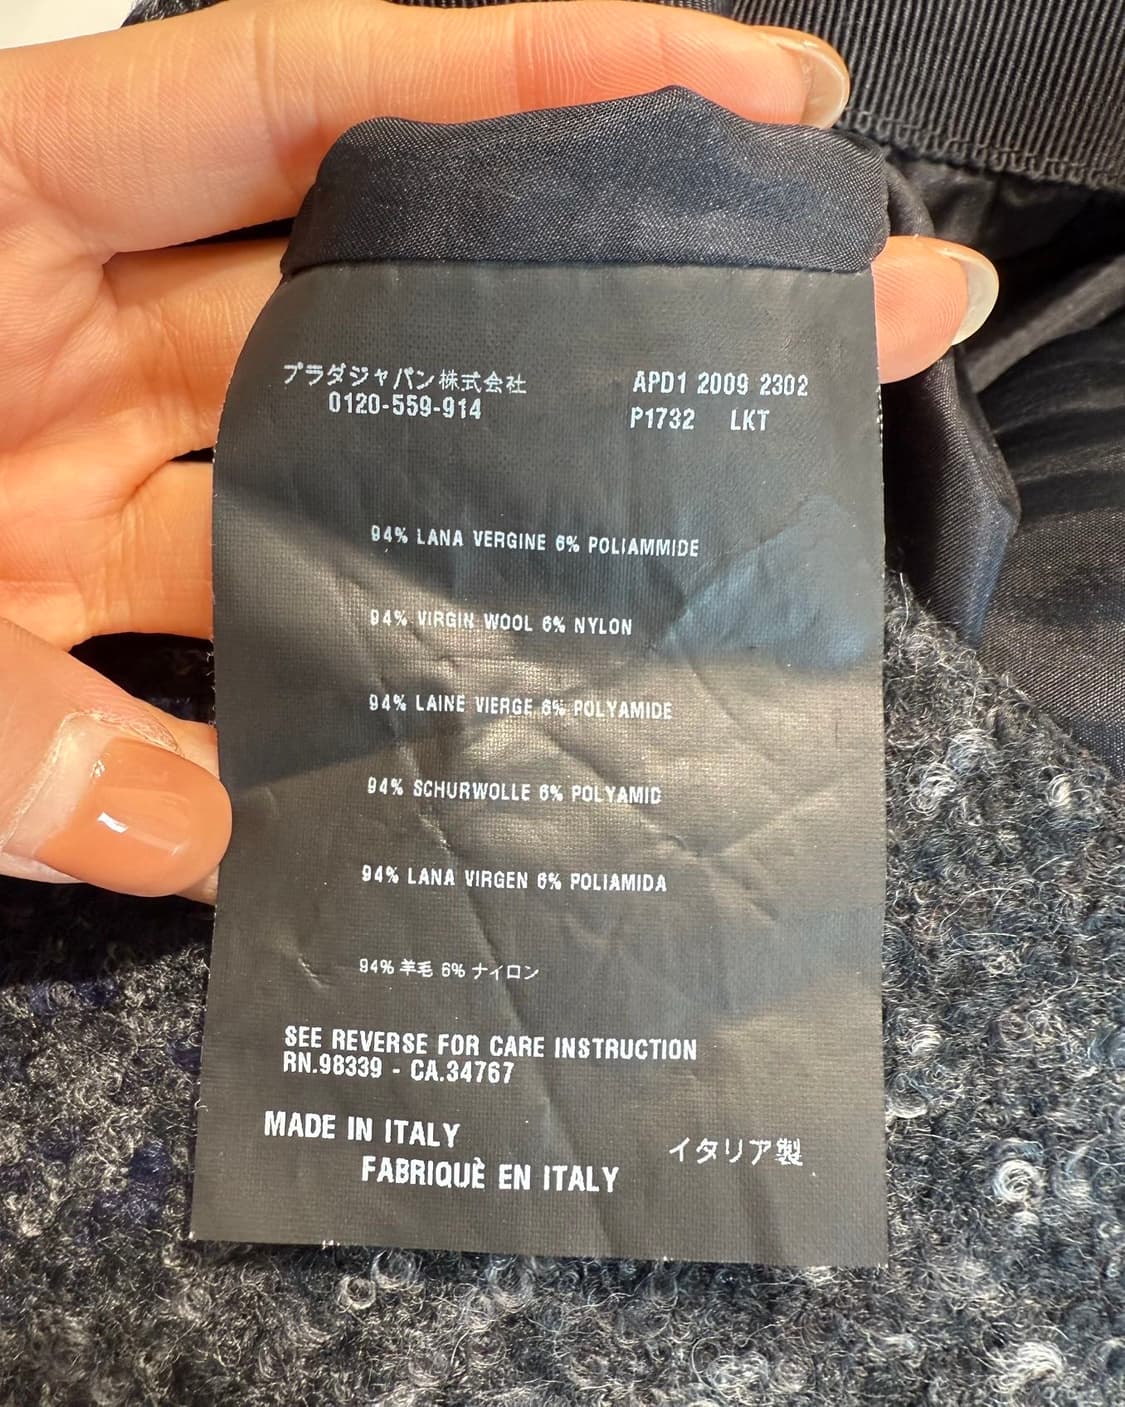 プラダジャパン株式会社
0120-559-914
APD1 2009 2302
P1732 LKT
94% LANA VERGINE 6% POLIAMMIDE
94% VIRGIN WOOL 6% NYLON
94% LAINE VIERGE 6% POLYAMIDE
94% SCHURWOLLE 6% POLYAMID
94% LANA VIRGEN 6% POLIAMIDA
94% 羊毛 6% ナイロン
SEE REVERSE FOR CARE INSTRUCTION
RN.98339 - CA.34767
MADE IN ITALY
FABRIQUÈ EN ITALY
イタリア製